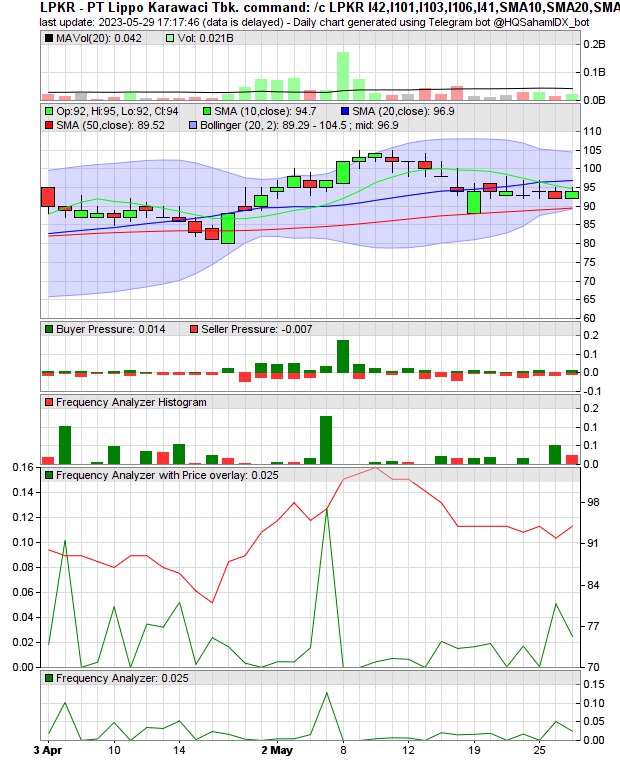 LPKR - PT Lippo Karawaci Tbk. command: /c LPKR I42,I101,I103,I106,I41,SMA10,SMA20,SMA
last update: 2023-05-29 17:17:46 (data is delayed) - Daily chart generated using Telegram bot @HQSahamIDX_bot
MAVol(20): 0.042 Vol: 0.021B
0.2B
0.1B
0.0B
Op:92, Hi:95, Lo:92, Cl:94 SMA (10,close): 94.7 SMA (20,close): 96.9
SMA (50,close): 89.52 Bollinger (20, 2): 89.29 - 104.5 ; mid: 96.9
110
105
100
95
90
85
80
75
70
65
60
Buyer Pressure: 0.014 Seller Pressure: -0.007
0.2
0.1
0.0
-0.1
Frequency Analyzer Histogram
0.2
0.1
0.1
0.0
Frequency Analyzer with Price overlay: 0.025
0.16
0.14
0.12
0.10
0.08
0.06
0.04
0.02
0.00
98
91
84
77
70
Frequency Analyzer: 0.025
0.15
0.10
0.05
0.00
3 Apr 10 14 2 May 8 12 19 25